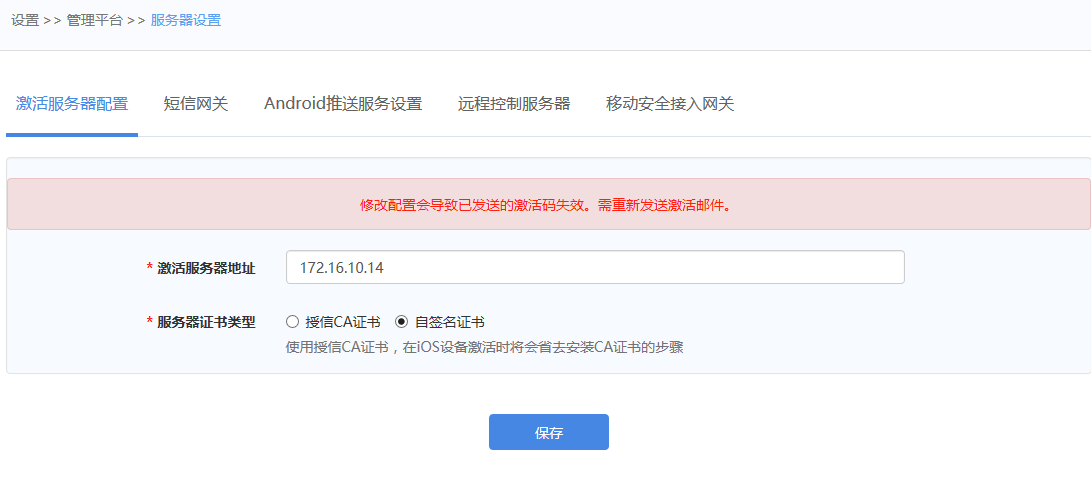 设置 >> 管理平台 >> 服务器设置
激活服务器配置 短信网关 Android推送服务设置 远程控制服务器 移动安全接入网关
修改配置会导致已发送的激活码失效。需重新发送激活邮件。
* 激活服务器地址 172.16.10.14
* 服务器证书类型 授信CA证书 自签名证书
使用授信CA证书，在iOS设备激活时将会省去安装CA证书的步骤
保存